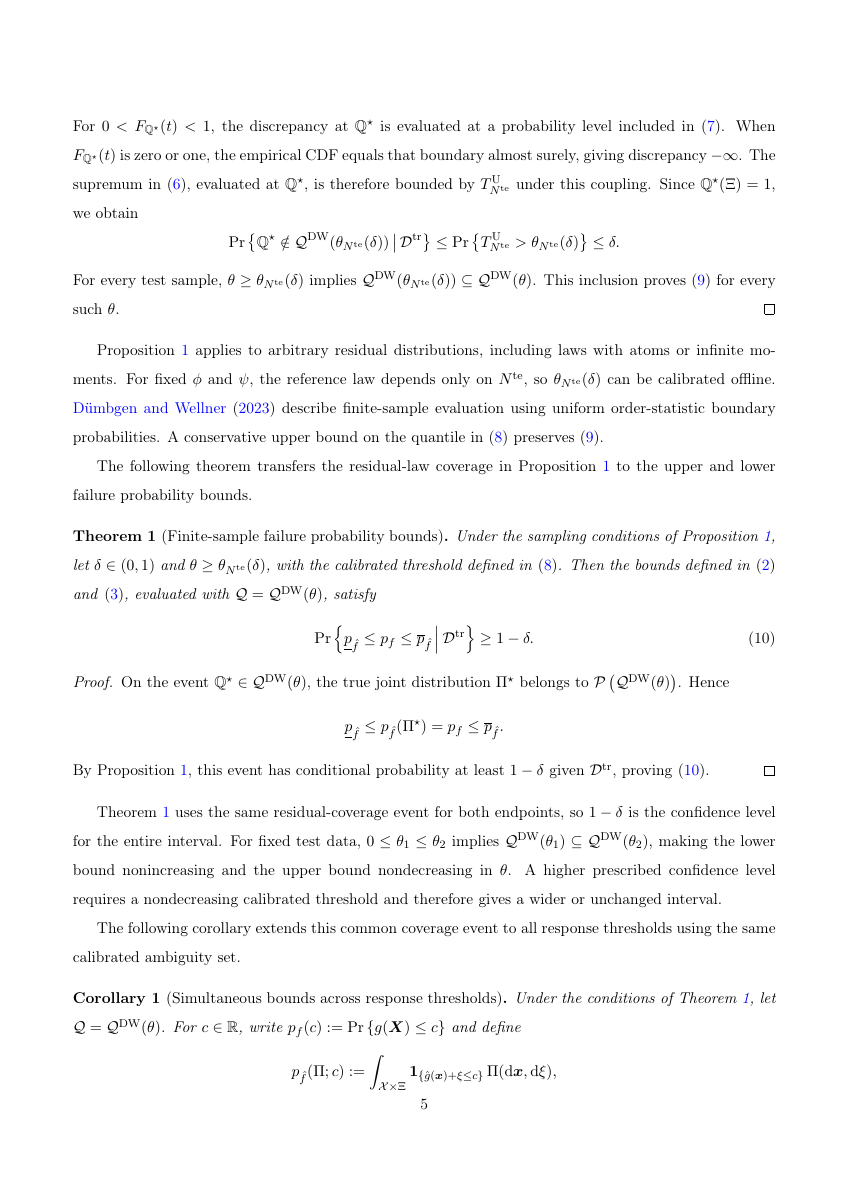 For 0 < F_{ℚ⋆}(t) < 1, the discrepancy at ℚ⋆ is evaluated at a probability level included in (7). When
F_{ℚ⋆}(t) is zero or one, the empirical CDF equals that boundary almost surely, giving discrepancy −∞. The
supremum in (6), evaluated at ℚ⋆, is therefore bounded by T^U_{N^te} under this coupling. Since ℚ⋆(Ξ) = 1,
we obtain
Pr{ℚ⋆ ∉ 𝒬^DW(θ_{N^te}(δ)) | 𝒟^tr} ≤ Pr{T^U_{N^te} > θ_{N^te}(δ)} ≤ δ.
For every test sample, θ ≥ θ_{N^te}(δ) implies 𝒬^DW(θ_{N^te}(δ)) ⊆ 𝒬^DW(θ). This inclusion proves (9) for every
such θ. □
Proposition 1 applies to arbitrary residual distributions, including laws with atoms or infinite mo-
ments. For fixed ϕ and ψ, the reference law depends only on N^te, so θ_{N^te}(δ) can be calibrated offline.
Dümbgen and Wellner (2023) describe finite-sample evaluation using uniform order-statistic boundary
probabilities. A conservative upper bound on the quantile in (8) preserves (9).
The following theorem transfers the residual-law coverage in Proposition 1 to the upper and lower
failure probability bounds.
Theorem 1 (Finite-sample failure probability bounds). Under the sampling conditions of Proposition 1,
let δ ∈ (0, 1) and θ ≥ θ_{N^te}(δ), with the calibrated threshold defined in (8). Then the bounds defined in (2)
and (3), evaluated with 𝒬 = 𝒬^DW(θ), satisfy
Pr{p̲_f̂ ≤ p_f ≤ p̅_f̂ | 𝒟^tr} ≥ 1 − δ. (10)
Proof. On the event ℚ⋆ ∈ 𝒬^DW(θ), the true joint distribution Π⋆ belongs to 𝒫(𝒬^DW(θ)). Hence
p̲_f̂ ≤ p_f̂(Π⋆) = p_f ≤ p̅_f̂.
By Proposition 1, this event has conditional probability at least 1 − δ given 𝒟^tr, proving (10). □
Theorem 1 uses the same residual-coverage event for both endpoints, so 1 − δ is the confidence level
for the entire interval. For fixed test data, 0 ≤ θ₁ ≤ θ₂ implies 𝒬^DW(θ₁) ⊆ 𝒬^DW(θ₂), making the lower
bound nonincreasing and the upper bound nondecreasing in θ. A higher prescribed confidence level
requires a nondecreasing calibrated threshold and therefore gives a wider or unchanged interval.
The following corollary extends this common coverage event to all response thresholds using the same
calibrated ambiguity set.
Corollary 1 (Simultaneous bounds across response thresholds). Under the conditions of Theorem 1, let
𝒬 = 𝒬^DW(θ). For c ∈ ℝ, write p_f(c) := Pr{g(X) ≤ c} and define
p_f̂(Π; c) := ∫_{𝒳×Ξ} 1_{ĝ(x)+ξ≤c} Π(dx, dξ),
5